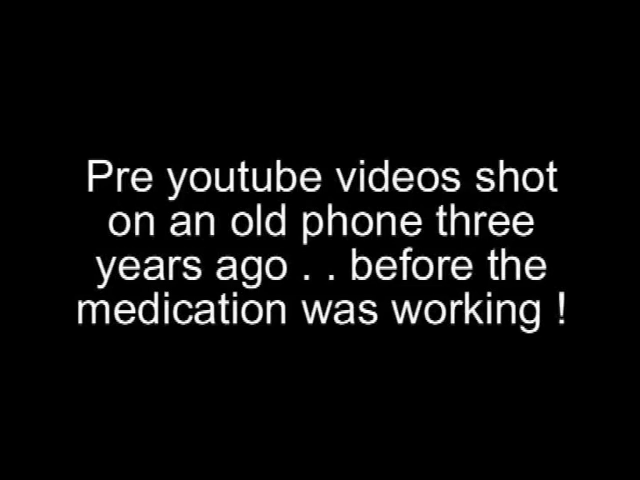 Pre youtube videos shot
on an old phone three
years ago . . before the
medication was working !